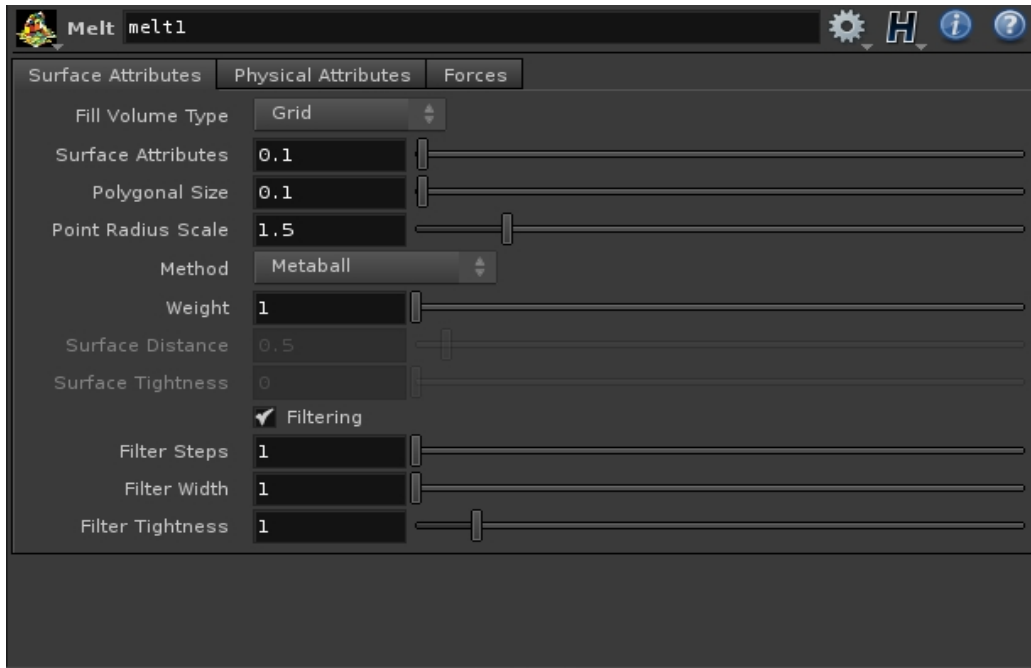 Melt melt1
Surface Attributes Physical Attributes Forces
Fill Volume Type Grid
Surface Attributes 0.1
Polygonal Size 0.1
Point Radius Scale 1.5
Method Metaball
Weight 1
Surface Distance 0.5
Surface Tightness 0
Filtering
Filter Steps 1
Filter Width 1
Filter Tightness 1